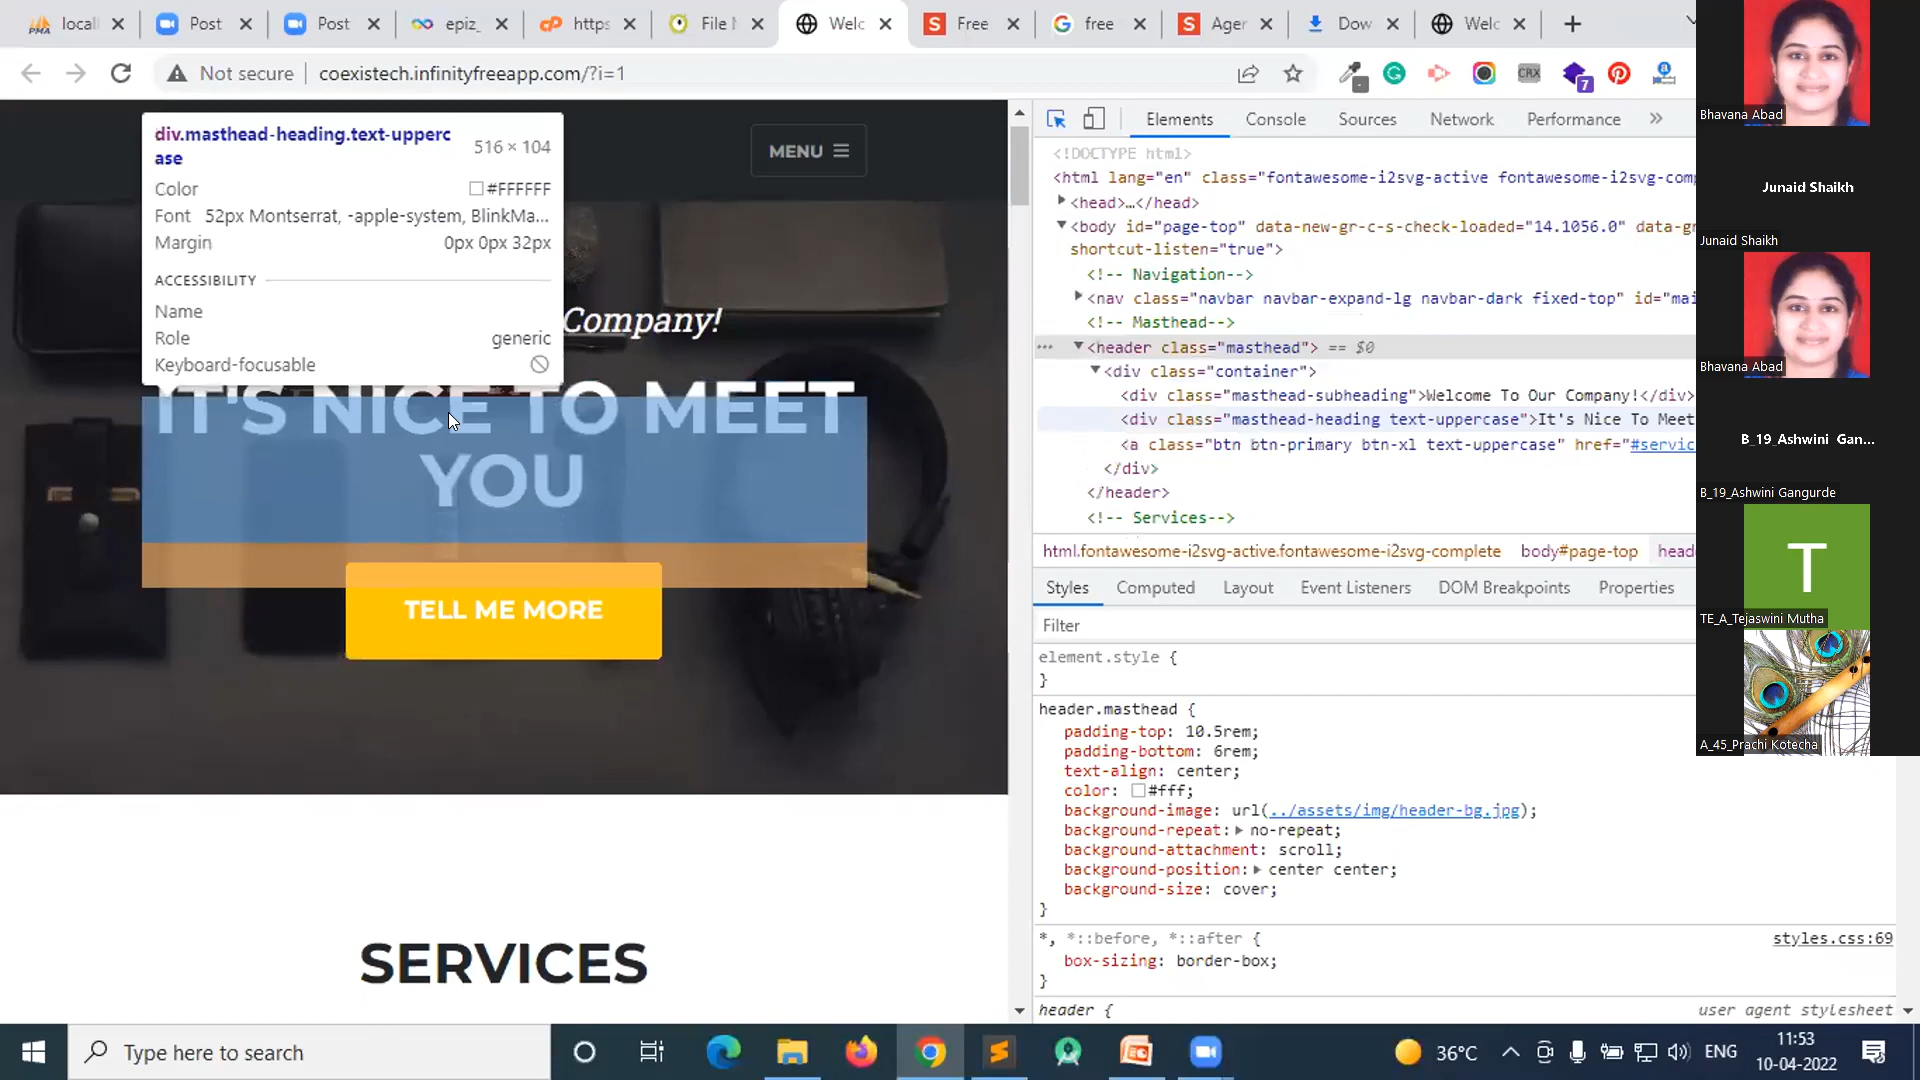 locall
Post
Post
epiz_
https
File
Welc
Free
free
Ager
Dow
Welc
Not secure
coexistech.infinityfreeapp.com/?i=1
CRX
7
div.masthead-heading.text-upperc
ase
516 × 104
Color #FFFFFF
Font 52px Montserrat, -apple-system, BlinkMa...
Margin 0px 0px 32px
ACCESSIBILITY
Name
Role generic
Keyboard-focusable
MENU
Company!
IT'S NICE TO MEET
YOU
TELL ME MORE
SERVICES
Elements Console Sources Network Performance »
<!DOCTYPE html>
<html lang="en" class="fontawesome-i2svg-active fontawesome-i2svg-com
<head>…</head>
<body id="page-top" data-new-gr-c-s-check-loaded="14.1056.0" data-gr
shortcut-listen="true">
<!-- Navigation-->
<nav class="navbar navbar-expand-lg navbar-dark fixed-top" id="mai
<!-- Masthead-->
<header class="masthead"> == $0
<div class="container">
<div class="masthead-subheading">Welcome To Our Company!</div>
<div class="masthead-heading text-uppercase">It's Nice To Meet
<a class="btn btn-primary btn-xl text-uppercase" href="#servic
</div>
</header>
<!-- Services-->
html.fontawesome-i2svg-active.fontawesome-i2svg-complete body#page-top head
Styles Computed Layout Event Listeners DOM Breakpoints Properties
Filter
element.style {
}
header.masthead {
padding-top: 10.5rem;
padding-bottom: 6rem;
text-align: center;
color: #fff;
background-image: url(../assets/img/header-bg.jpg);
background-repeat: no-repeat;
background-attachment: scroll;
background-position: center center;
background-size: cover;
}
*, *::before, *::after { styles.css:69
box-sizing: border-box;
}
header { user agent stylesheet
Bhavana Abad
Junaid Shaikh
Junaid Shaikh
Bhavana Abad
B_19_Ashwini Gan...
B_19_Ashwini Gangurde
T
TE_A_Tejaswini Mutha
A_45_Prachi Kotecha
Type here to search
36°C
ENG
11:53
10-04-2022